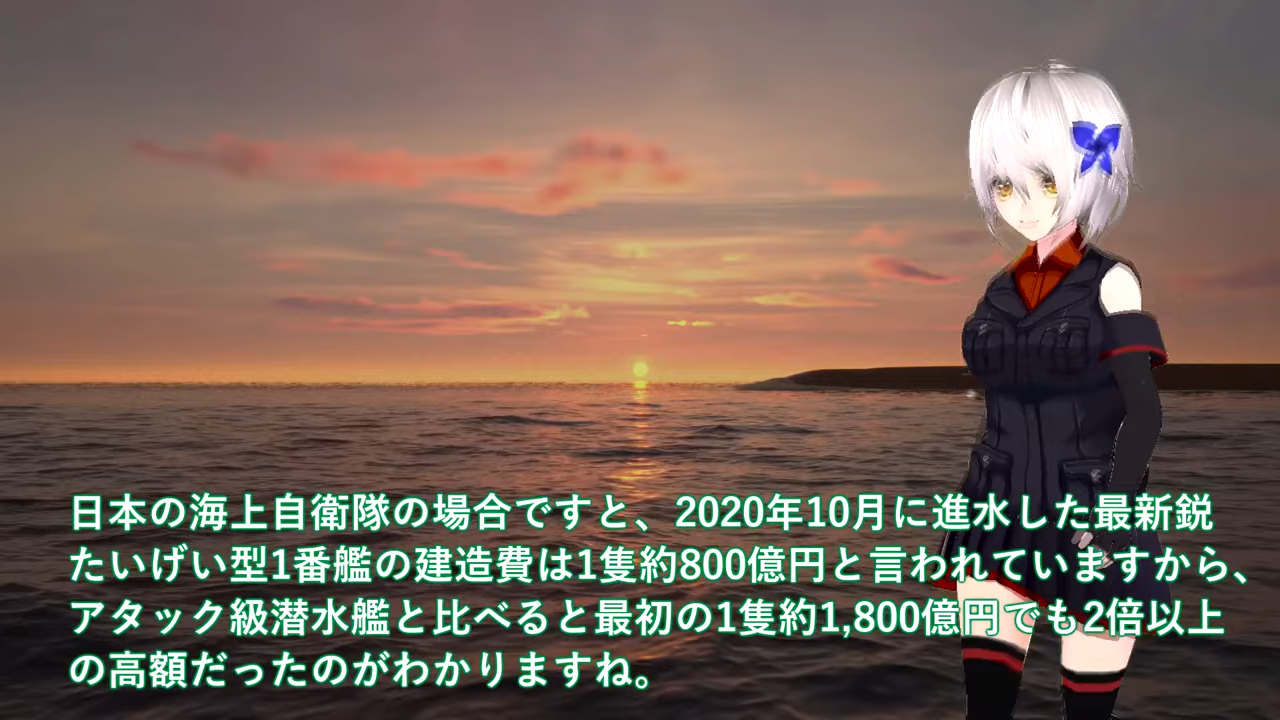 日本の海上自衛隊の場合ですと、2020年10月に進水した最新鋭
たいげい型1番艦の建造費は1隻約800億円と言われていますから、
アタック級潜水艦と比べると最初の1隻約1,800億円でも2倍以上
の高額だったのがわかりますね。